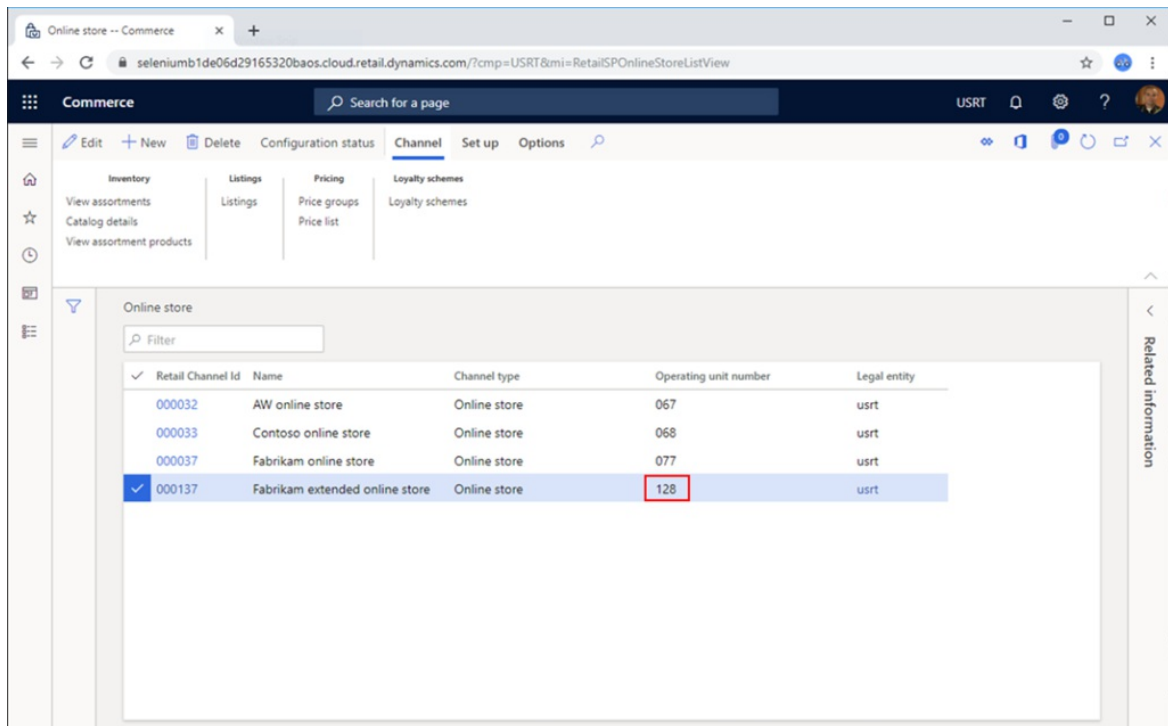 Online store -- Commerce
seleniumb1de06d29165320baos.cloud.retail.dynamics.com/?cmp=USRT&mi=RetailSPOnlineStoreListView
Commerce Search for a page USRT ?
Edit New Delete Configuration status Channel Set up Options 0
Inventory Listings Pricing Loyalty schemes
View assortments Listings Price groups Loyalty schemes
Catalog details Price list
View assortment products
Online store
Filter
Retail Channel Id Name Channel type Operating unit number Legal entity
000032 AW online store Online store 067 usrt
000033 Contoso online store Online store 068 usrt
000037 Fabrikam online store Online store 077 usrt
000137 Fabrikam extended online store Online store 128 usrt
Related information